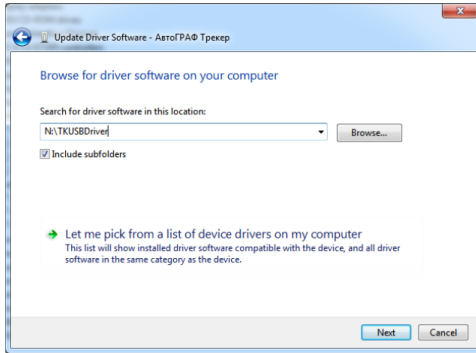 Update Driver Software - АвтоГРАФ Трекер
Browse for driver software on your computer
Search for driver software in this location:
N:\TKUSBDriver
Browse...
Include subfolders
Let me pick from a list of device drivers on my computer
This list will show installed driver software compatible with the device, and all driver
software in the same category as the device.
Next
Cancel